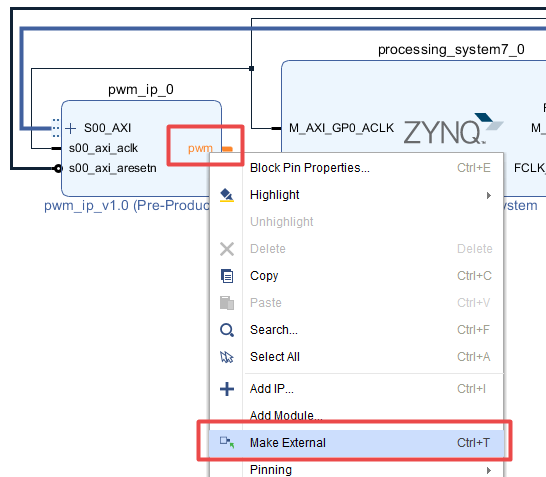 processing_system7_0
pwm_ip_0
S00_AXI
s00_axi_aclk
pwm
s00_axi_aresetn
pwm_ip_v1.0 (Pre-Produc
M_AXI_GP0_ACLK
ZYNQ
M_
FCLK_
ystem
Block Pin Properties... Ctrl+E
Highlight
Unhighlight
Delete Delete
Copy Ctrl+C
Paste Ctrl+V
Search... Ctrl+F
Select All Ctrl+A
Add IP... Ctrl+I
Add Module...
Make External Ctrl+T
Pinning